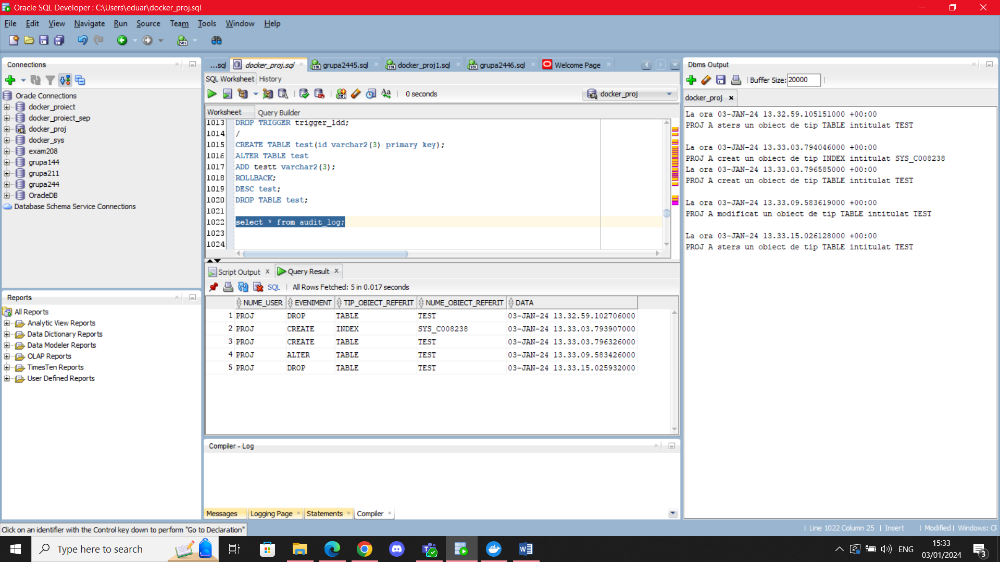 Oracle SQL Developer : C:\Users\eduar\docker_proj.sql
File Edit View Navigate Run Source Team Tools Window Help
Connections
Oracle Connections
docker_proiect
docker_proiect_sep
docker_proj
docker_sys
exam208
grupa144
grupa211
grupa244
OracleDB
Database Schema Service Connections
Reports
All Reports
Analytic View Reports
Data Dictionary Reports
Data Modeler Reports
OLAP Reports
TimesTen Reports
User Defined Reports
...sql docker_proj.sql grupa2445.sql docker_proj1.sql grupa2446.sql Welcome Page
SQL Worksheet History
0 seconds docker_proj
Worksheet Query Builder
1013 DROP TRIGGER trigger_ldd;
1014 /
1015 CREATE TABLE test(id varchar2(3) primary key);
1016 ALTER TABLE test
1017 ADD testt varchar2(3);
1018 ROLLBACK;
1019 DESC test;
1020 DROP TABLE test;
1021
1022 select * from audit_log;
1023
1024
Script Output Query Result
SQL | All Rows Fetched: 5 in 0.017 seconds
NUME_USER EVENIMENT TIP_OBIECT_REFERIT NUME_OBIECT_REFERIT DATA
1 PROJ DROP TABLE TEST 03-JAN-24 13.32.59.102706000
2 PROJ CREATE INDEX SYS_C008238 03-JAN-24 13.33.03.793907000
3 PROJ CREATE TABLE TEST 03-JAN-24 13.33.03.796326000
4 PROJ ALTER TABLE TEST 03-JAN-24 13.33.09.583426000
5 PROJ DROP TABLE TEST 03-JAN-24 13.33.15.025932000
Compiler - Log
Messages Logging Page Statements Compiler
Dbms Output
Buffer Size: 20000
docker_proj
La ora 03-JAN-24 13.32.59.105151000 +00:00
PROJ A sters un obiect de tip TABLE intitulat TEST
La ora 03-JAN-24 13.33.03.794046000 +00:00
PROJ A creat un obiect de tip INDEX intitulat SYS_C008238
La ora 03-JAN-24 13.33.03.796585000 +00:00
PROJ A creat un obiect de tip TABLE intitulat TEST
La ora 03-JAN-24 13.33.09.583619000 +00:00
PROJ A modificat un obiect de tip TABLE intitulat TEST
La ora 03-JAN-24 13.33.15.026128000 +00:00
PROJ A sters un obiect de tip TABLE intitulat TEST
Click on an identifier with the Control key down to perform "Go to Declaration"
| Line 1022 Column 25 | Insert | Modified | Windows: CF
Type here to search
ENG
15:33
03/01/2024
3